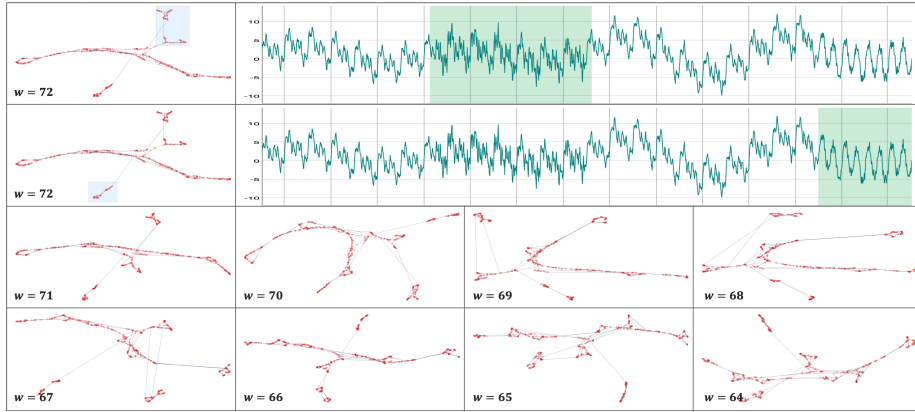 10
5
0
-5
-10
w = 72
10
5
0
-5
-10
w = 72
w = 71
w = 70
w = 69
w = 68
w = 67
w = 66
w = 65
w = 64